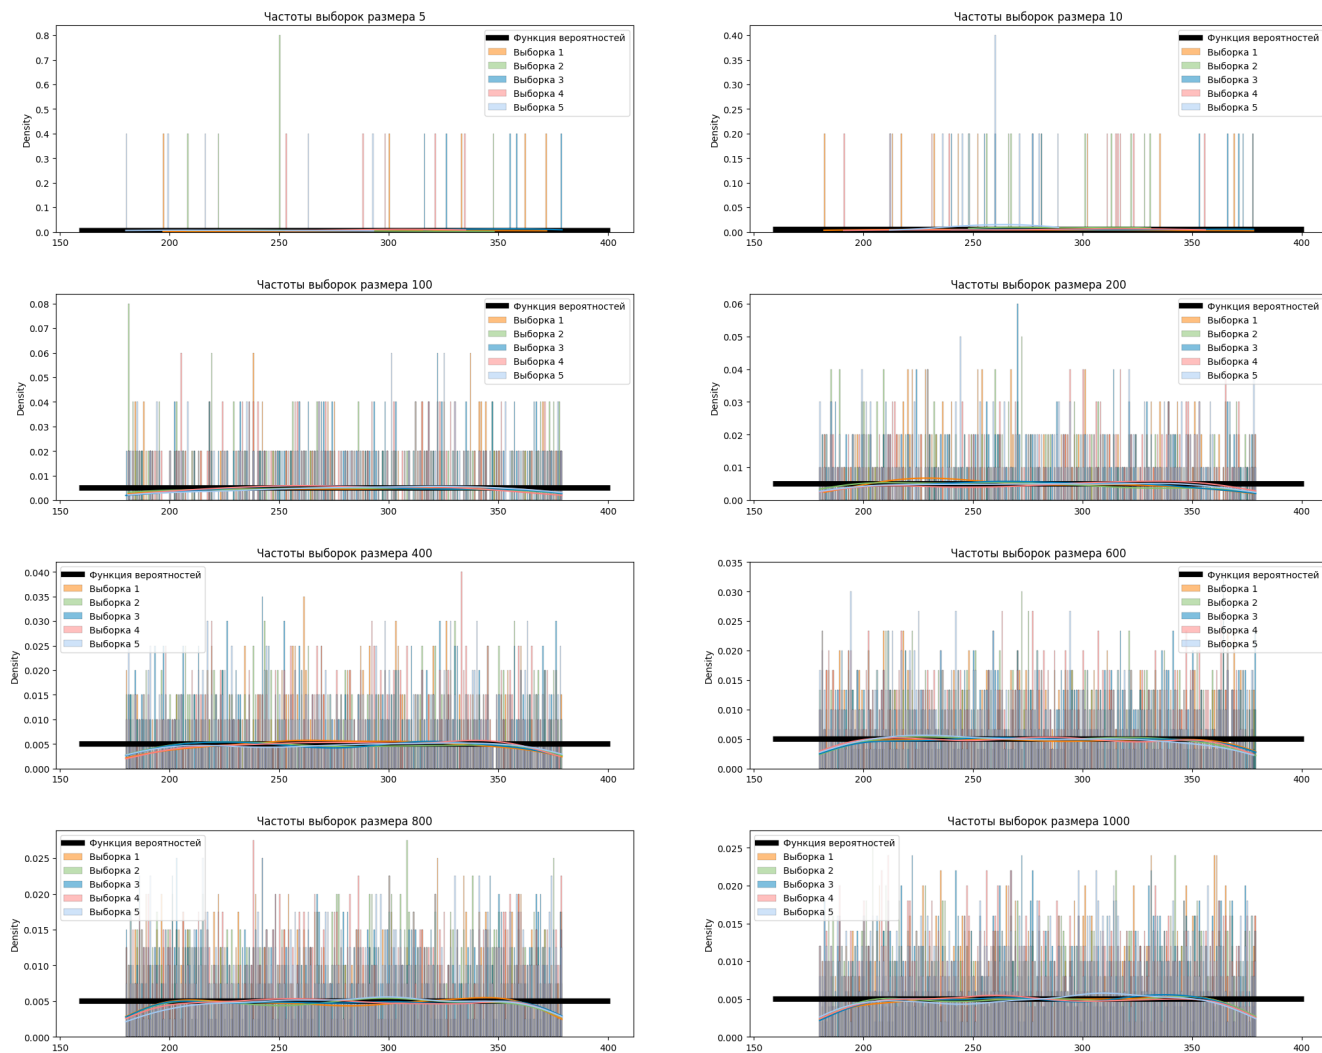 Частоты выборок размера 5
Density
0.8
0.7
0.6
0.5
0.4
0.3
0.2
0.1
0.0
150 200 250 300 350 400
Функция вероятностей
Выборка 1
Выборка 2
Выборка 3
Выборка 4
Выборка 5
Частоты выборок размера 10
Density
0.40
0.35
0.30
0.25
0.20
0.15
0.10
0.05
0.00
150 200 250 300 350 400
Функция вероятностей
Выборка 1
Выборка 2
Выборка 3
Выборка 4
Выборка 5
Частоты выборок размера 100
Density
0.08
0.07
0.06
0.05
0.04
0.03
0.02
0.01
0.00
150 200 250 300 350 400
Функция вероятностей
Выборка 1
Выборка 2
Выборка 3
Выборка 4
Выборка 5
Частоты выборок размера 200
Density
0.06
0.05
0.04
0.03
0.02
0.01
0.00
150 200 250 300 350 400
Функция вероятностей
Выборка 1
Выборка 2
Выборка 3
Выборка 4
Выборка 5
Частоты выборок размера 400
Density
0.040
0.035
0.030
0.025
0.020
0.015
0.010
0.005
0.000
150 200 250 300 350 400
Функция вероятностей
Выборка 1
Выборка 2
Выборка 3
Выборка 4
Выборка 5
Частоты выборок размера 600
Density
0.035
0.030
0.025
0.020
0.015
0.010
0.005
0.000
150 200 250 300 350 400
Функция вероятностей
Выборка 1
Выборка 2
Выборка 3
Выборка 4
Выборка 5
Частоты выборок размера 800
Density
0.025
0.020
0.015
0.010
0.005
0.000
150 200 250 300 350 400
Функция вероятностей
Выборка 1
Выборка 2
Выборка 3
Выборка 4
Выборка 5
Частоты выборок размера 1000
Density
0.025
0.020
0.015
0.010
0.005
0.000
150 200 250 300 350 400
Функция вероятностей
Выборка 1
Выборка 2
Выборка 3
Выборка 4
Выборка 5